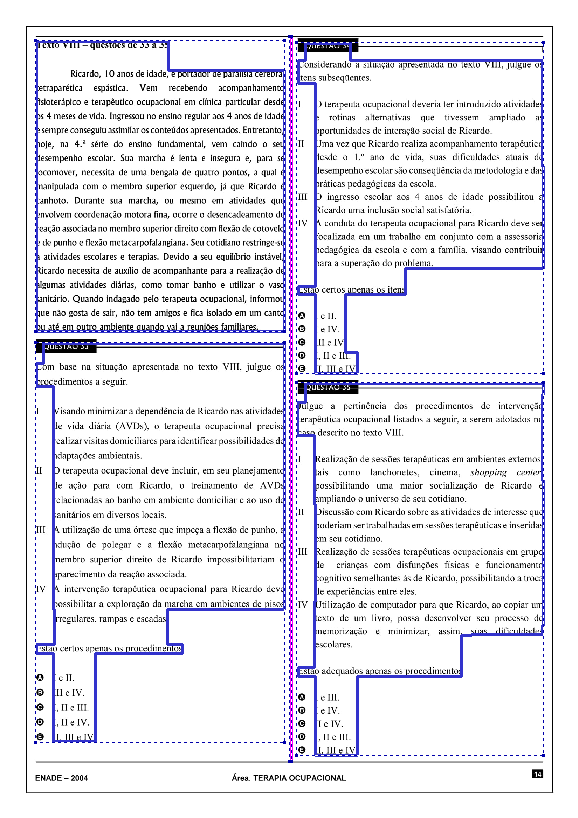 Texto VIII – questões de 33 a 35
Ricardo, 10 anos de idade, é portador de paralisia cerebral
tetraparética espástica. Vem recebendo acompanhamento
fisioterápico e terapêutico ocupacional em clínica particular desde
os 4 meses de vida. Ingressou no ensino regular aos 4 anos de idade
e sempre conseguiu assimilar os conteúdos apresentados. Entretanto,
hoje, na 4.ª série do ensino fundamental, vem caindo o seu
desempenho escolar. Sua marcha é lenta e insegura e, para se
locomover, necessita de uma bengala de quatro pontos, a qual é
manipulada com o membro superior esquerdo, já que Ricardo é
canhoto. Durante sua marcha, ou mesmo em atividades que
envolvem coordenação motora fina, ocorre o desencadeamento de
reação associada no membro superior direito com flexão de cotovelo
e de punho e flexão metacarpofalangiana. Seu cotidiano restringe-se
a atividades escolares e terapias. Devido a seu equilíbrio instável,
Ricardo necessita de auxílio de acompanhante para a realização de
algumas atividades diárias, como tomar banho e utilizar o vaso
sanitário. Quando indagado pelo terapeuta ocupacional, informou
que não gosta de sair, não tem amigos e fica isolado em um canto
ou até em outro ambiente quando vai a reuniões familiares.
QUESTÃO 33
Com base na situação apresentada no texto VIII, julgue os
procedimentos a seguir.
I Visando minimizar a dependência de Ricardo nas atividades
de vida diária (AVDs), o terapeuta ocupacional precisa
realizar visitas domiciliares para identificar possibilidades de
adaptações ambientais.
II O terapeuta ocupacional deve incluir, em seu planejamento
de ação para com Ricardo, o treinamento de AVDs
relacionadas ao banho em ambiente domiciliar e ao uso de
sanitários em diversos locais.
III A utilização de uma órtese que impeça a flexão de punho, a
adução de polegar e a flexão metacarpofalangiana no
membro superior direito de Ricardo impossibilitariam o
aparecimento da reação associada.
IV A intervenção terapêutica ocupacional para Ricardo deve
possibilitar a exploração da marcha em ambientes de pisos
irregulares, rampas e escadas.
Estão certos apenas os procedimentos
A I e II.
B III e IV.
C I, II e III.
D I, II e IV.
E II, III e IV.
QUESTÃO 34
Considerando a situação apresentada no texto VIII, julgue os
itens subseqüentes.
I O terapeuta ocupacional deveria ter introduzido atividades
e rotinas alternativas que tivessem ampliado as
oportunidades de interação social de Ricardo.
II Uma vez que Ricardo realiza acompanhamento terapêutico
desde o 1.º ano de vida, suas dificuldades atuais de
desempenho escolar são conseqüência da metodologia e das
práticas pedagógicas da escola.
III O ingresso escolar aos 4 anos de idade possibilitou a
Ricardo uma inclusão social satisfatória.
IV A conduta do terapeuta ocupacional para Ricardo deve ser
focalizada em um trabalho em conjunto com a assessoria
pedagógica da escola e com a família, visando contribuir
para a superação do problema.
Estão certos apenas os itens
A I e II.
B I e IV.
C III e IV.
D I, II e III.
E II, III e IV.
QUESTÃO 35
Julgue a pertinência dos procedimentos de intervenção
terapêutica ocupacional listados a seguir, a serem adotados no
caso descrito no texto VIII.
I Realização de sessões terapêuticas em ambientes externos,
tais como lanchonetes, cinema, shopping center,
possibilitando uma maior socialização de Ricardo e
ampliando o universo de seu cotidiano.
II Discussão com Ricardo sobre as atividades de interesse que
poderiam ser trabalhadas em sessões terapêuticas e inseridas
em seu cotidiano.
III Realização de sessões terapêuticas ocupacionais em grupo
de crianças com disfunções físicas e funcionamento
cognitivo semelhantes às de Ricardo, possibilitando a troca
de experiências entre eles.
IV Utilização de computador para que Ricardo, ao copiar um
texto de um livro, possa desenvolver seu processo de
memorização e minimizar, assim, suas dificuldades
escolares.
Estão adequados apenas os procedimentos
A I e III.
B I e IV.
C II e IV.
D I, II e III.
E II, III e IV.
ENADE – 2004
Área: TERAPIA OCUPACIONAL
14